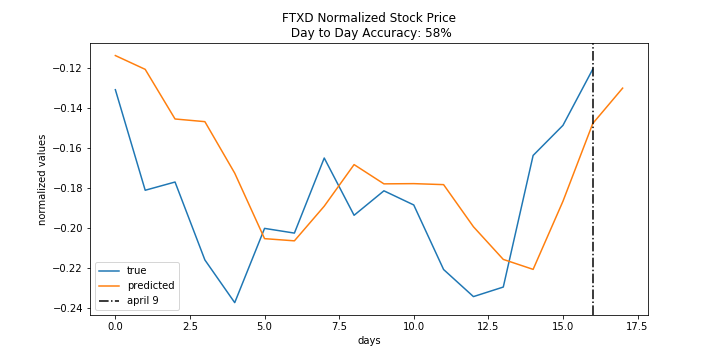 FTXD Normalized Stock Price
Day to Day Accuracy: 58%
normalized values
−0.12
−0.14
−0.16
−0.18
−0.20
−0.22
−0.24
true
predicted
april 9
0.0 2.5 5.0 7.5 10.0 12.5 15.0 17.5
days